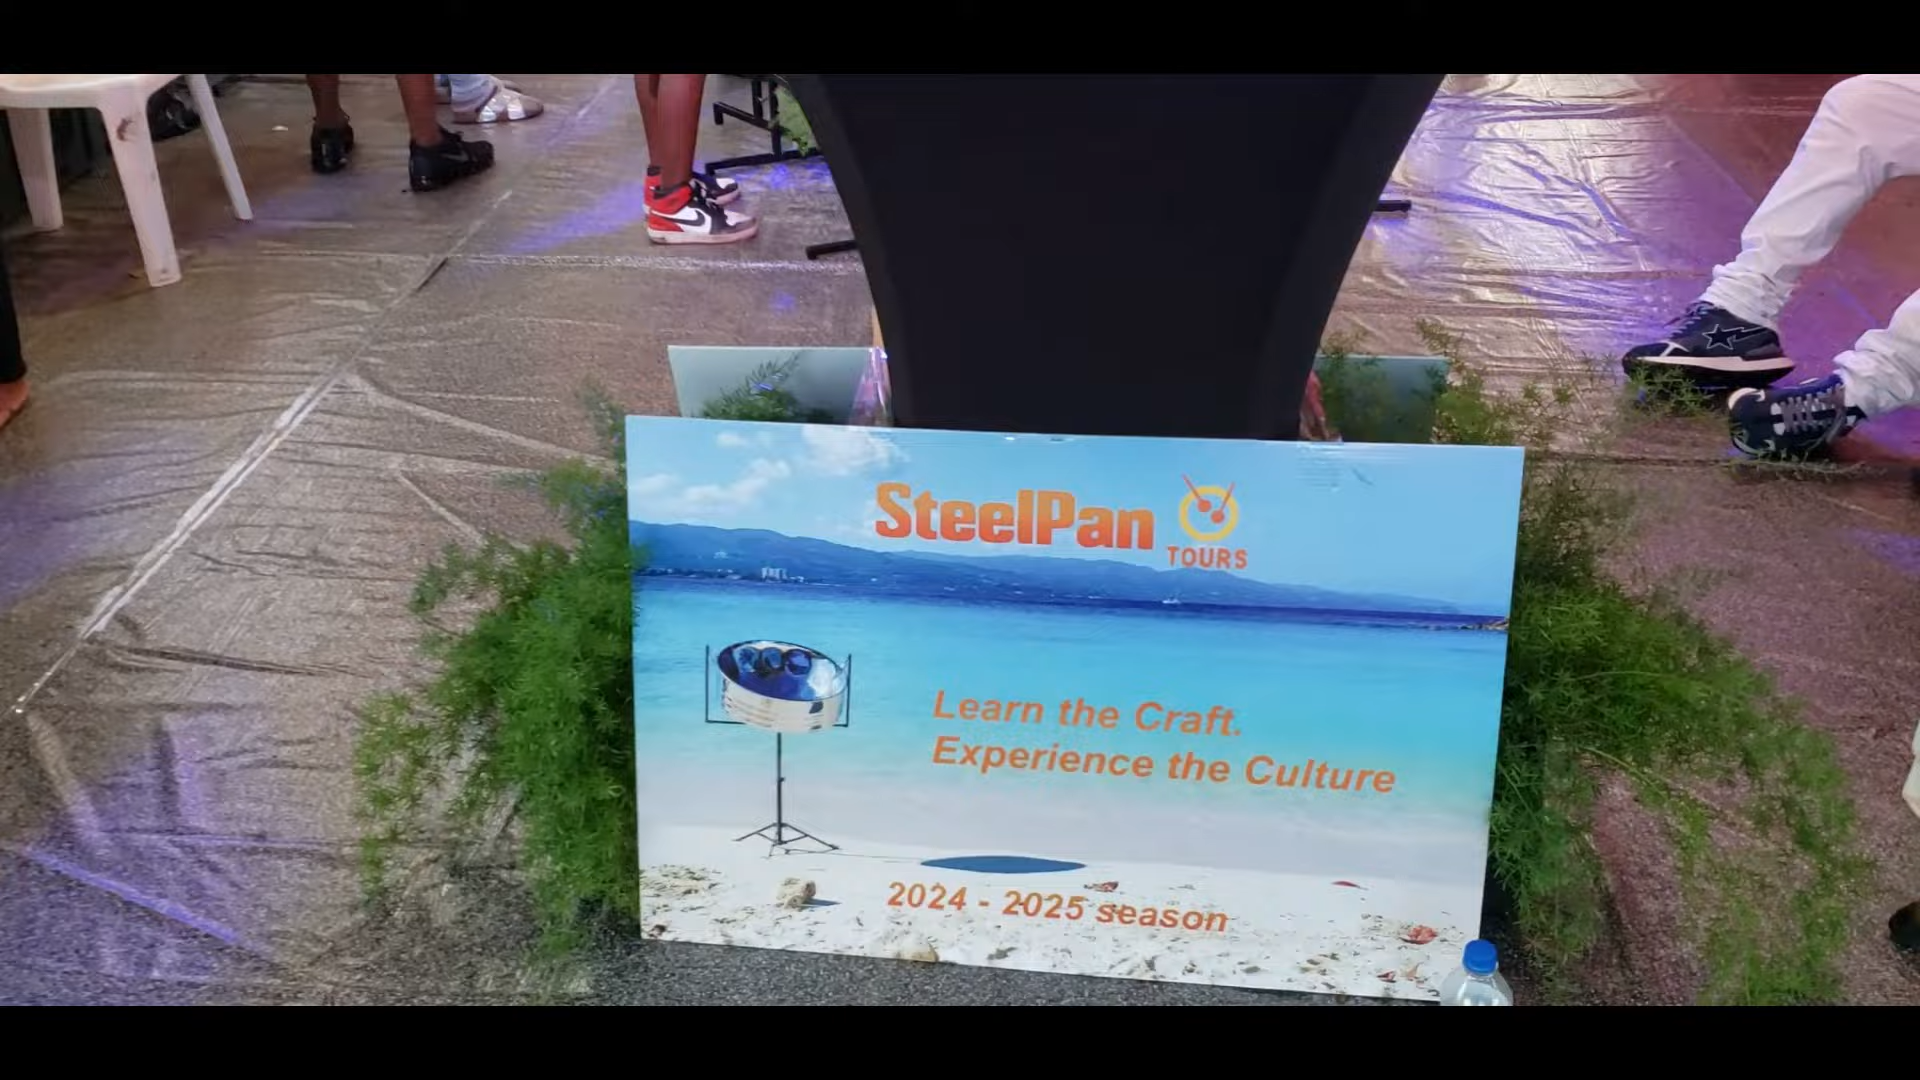 SteelPan
TOURS
Learn the Craft.
Experience the Culture
2024 - 2025 season